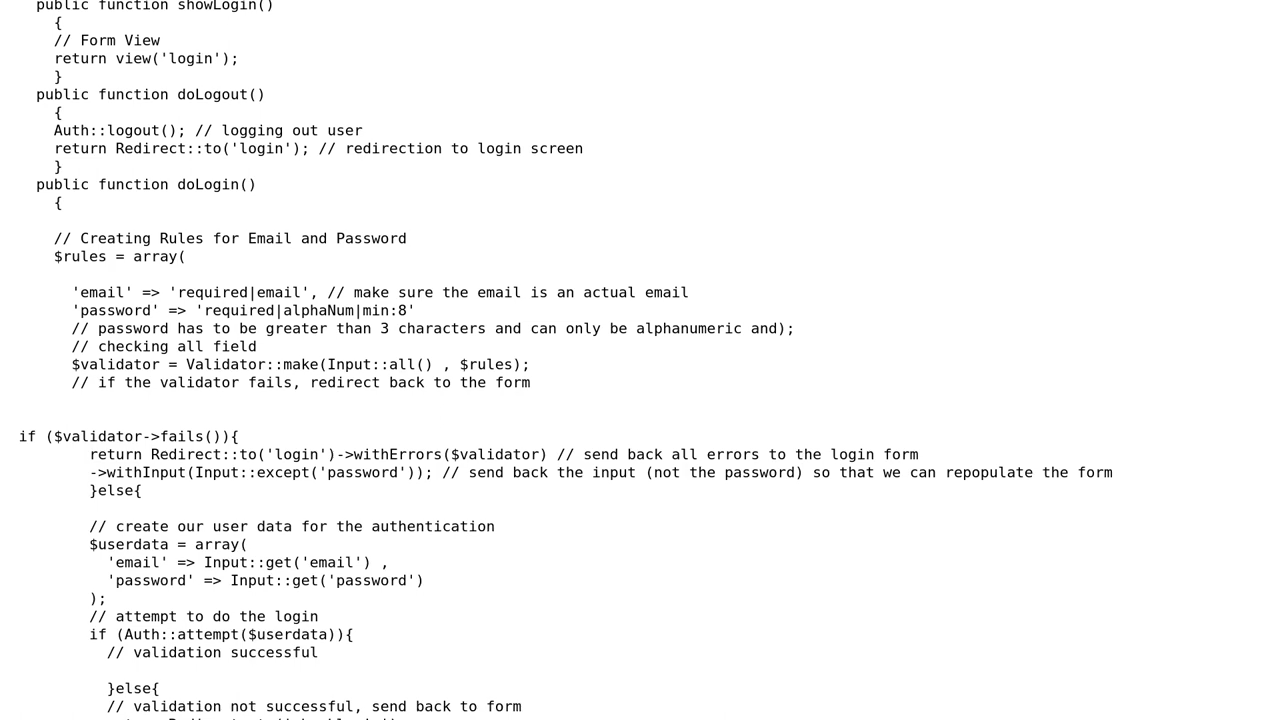 public function showLogin()
{
// Form View
return view('login');
}
public function doLogout()
{
Auth::logout(); // logging out user
return Redirect::to('login'); // redirection to login screen
}
public function doLogin()
{
// Creating Rules for Email and Password
$rules = array(
'email' => 'required|email', // make sure the email is an actual email
'password' => 'required|alphaNum|min:8'
// password has to be greater than 3 characters and can only be alphanumeric and);
// checking all field
$validator = Validator::make(Input::all() , $rules);
// if the validator fails, redirect back to the form
if ($validator->fails()){
return Redirect::to('login')->withErrors($validator) // send back all errors to the login form
->withInput(Input::except('password')); // send back the input (not the password) so that we can repopulate the form
}else{
// create our user data for the authentication
$userdata = array(
'email' => Input::get('email') ,
'password' => Input::get('password')
);
// attempt to do the login
if (Auth::attempt($userdata)){
// validation successful
}else{
// validation not successful, send back to form